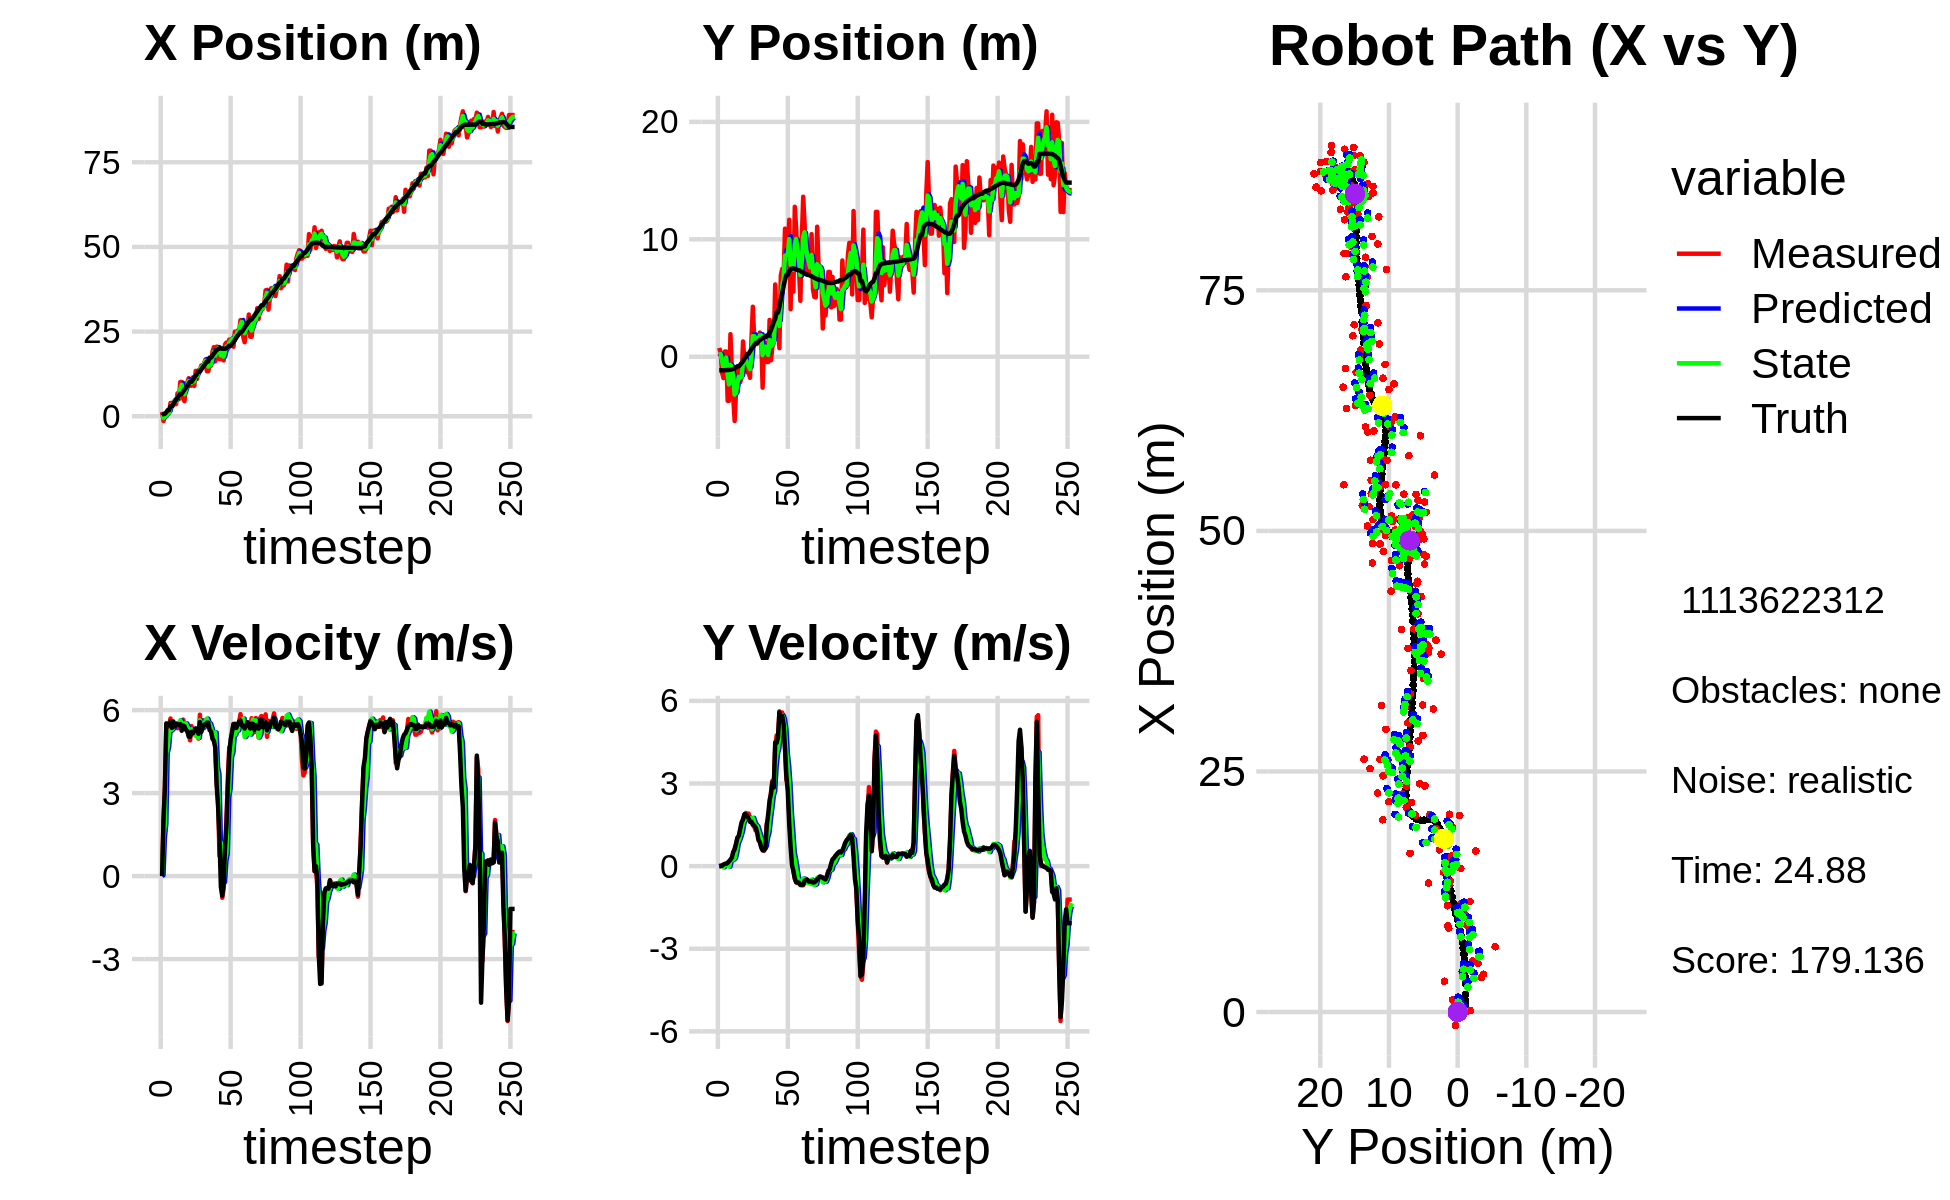 X Position (m)
75
50
25
0
0
50
100
150
200
250
timestep
Y Position (m)
20
10
0
0
50
100
150
200
250
timestep
X Velocity (m/s)
6
3
0
-3
0
50
100
150
200
250
timestep
Y Velocity (m/s)
6
3
0
-3
-6
0
50
100
150
200
250
timestep
Robot Path (X vs Y)
X Position (m)
75
50
25
0
20 10 0 -10 -20
Y Position (m)
variable
Measured
Predicted
State
Truth
1113622312
Obstacles: none
Noise: realistic
Time: 24.88
Score: 179.136